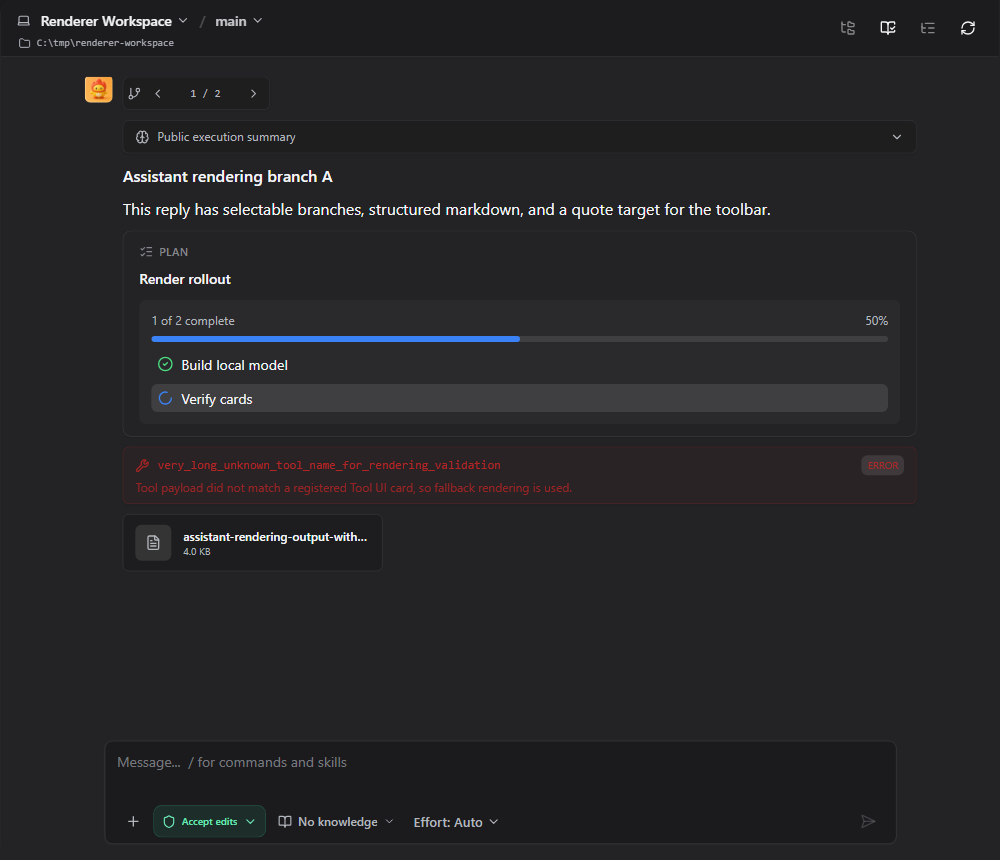 Renderer Workspace / main
C:\tmp\renderer-workspace
1 / 2
Public execution summary
Assistant rendering branch A
This reply has selectable branches, structured markdown, and a quote target for the toolbar.
PLAN
Render rollout
1 of 2 complete 50%
Build local model
Verify cards
very_long_unknown_tool_name_for_rendering_validation ERROR
Tool payload did not match a registered Tool UI card, so fallback rendering is used.
assistant-rendering-output-with...
4.0 KB
Message... / for commands and skills
Accept edits No knowledge Effort: Auto